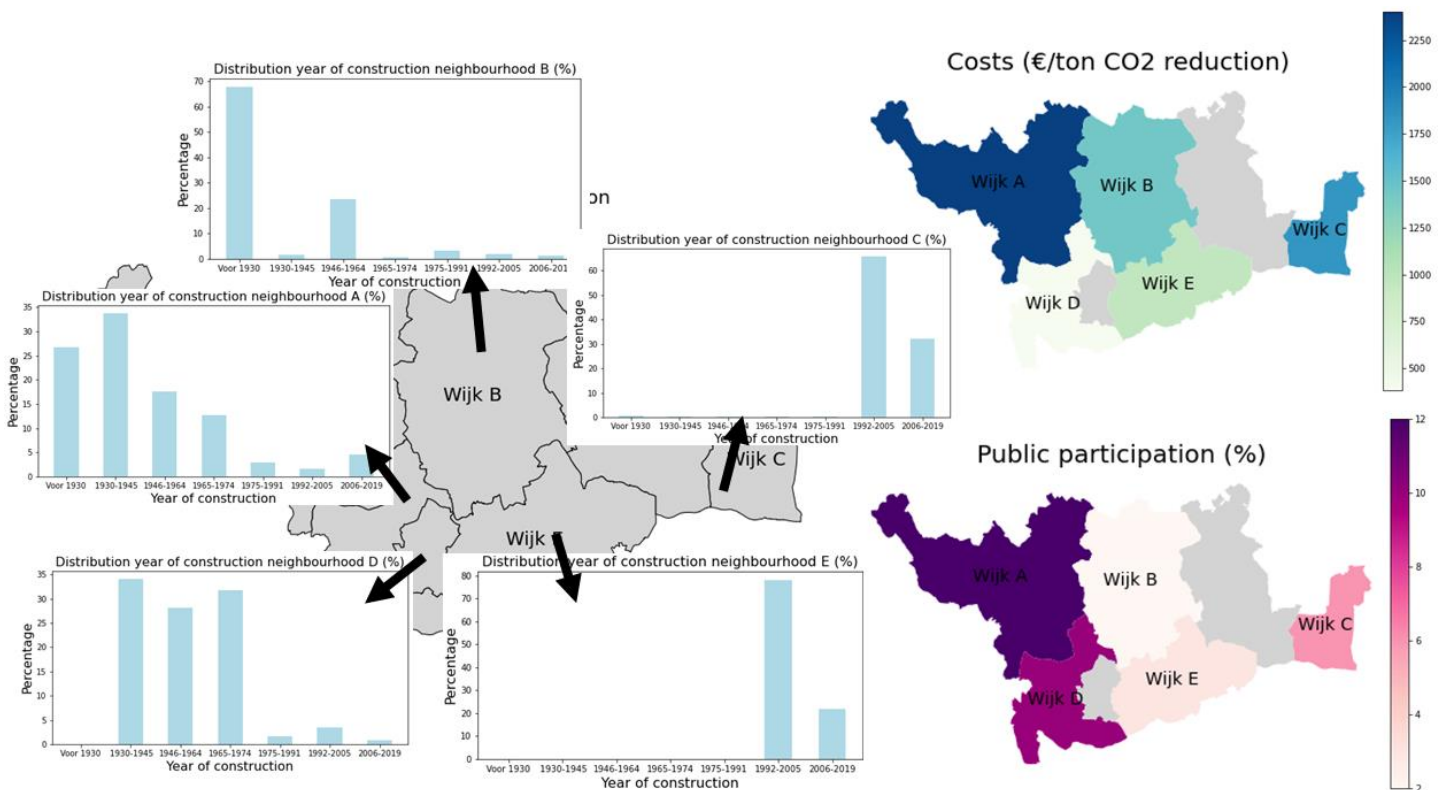 Distribution year of construction neighbourhood B (%)
Percentage
70
60
50
40
30
20
10
0
Voor 1930 1930-1945 1946-1964 1965-1974 1975-1991 1992-2005 2006-201
Year of construction
on
Distribution year of construction neighbourhood C (%)
Percentage
60
50
40
30
20
10
0
Voor 1930 1930-1945 1965-1974 1975-1991 1992-2005 2006-2019
Year of construction
Distribution year of construction neighbourhood A (%)
Percentage
35
30
25
20
15
10
5
0
Voor 1930 1930-1945 1946-1964 1965-1974 1975-1991 1992-2005 2006-2019
Year of construction
Wijk B
Wijk C
Wijk
Distribution year of construction neighbourhood D (%)
Percentage
35
30
25
20
15
10
5
0
Voor 1930 1930-1945 1946-1964 1965-1974 1975-1991 1992-2005 2006-2019
Year of construction
Distribution year of construction neighbourhood E (%)
Percentage
80
70
60
50
40
30
20
10
0
Voor 1930 1930-1945 1946-1964 1965-1974 1975-1991 1992-2005 2006-2019
Year of construction
Costs (€/ton CO2 reduction)
Wijk A
Wijk B
Wijk C
Wijk D
Wijk E
2250
2000
1750
1500
1250
1000
750
500
Public participation (%)
Wijk A
Wijk B
Wijk C
Wijk D
Wijk E
12
10
8
6
4
2